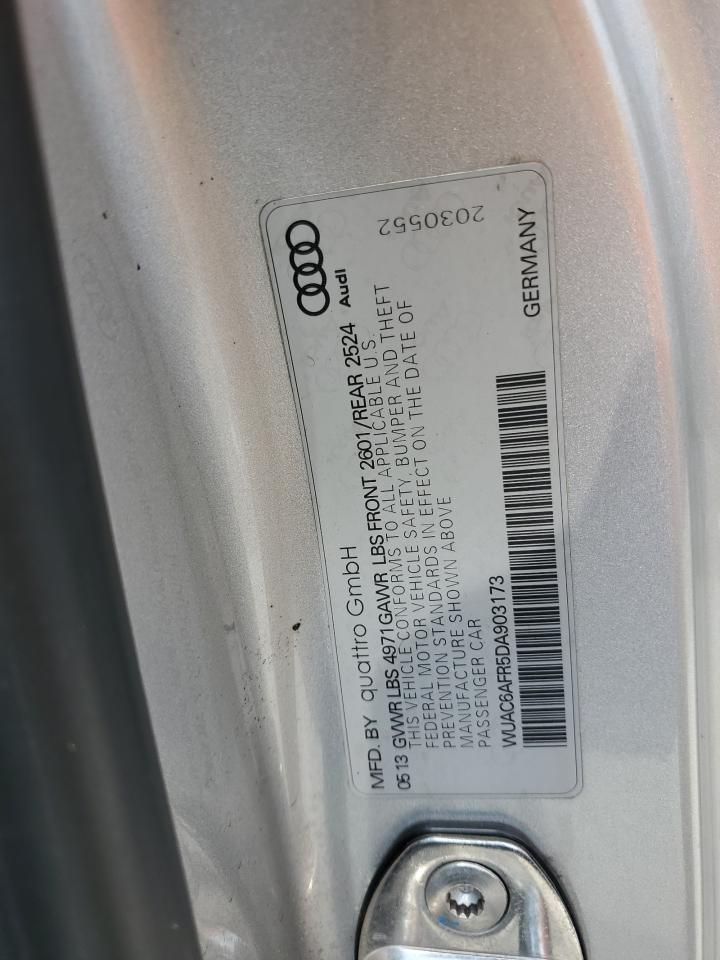 MFD. BY quattro GmbH
Audi
05 13 GVWR LBS 4971 GAWR LBS FRONT 2601/REAR 2524
THIS VEHICLE CONFORMS TO ALL APPLICABLE U.S.
FEDERAL MOTOR VEHICLE SAFETY, BUMPER AND THEFT
PREVENTION STANDARDS IN EFFECT ON THE DATE OF
MANUFACTURE SHOWN ABOVE
PASSENGER CAR
2030552
WUAC6AFR5DA903173
GERMANY